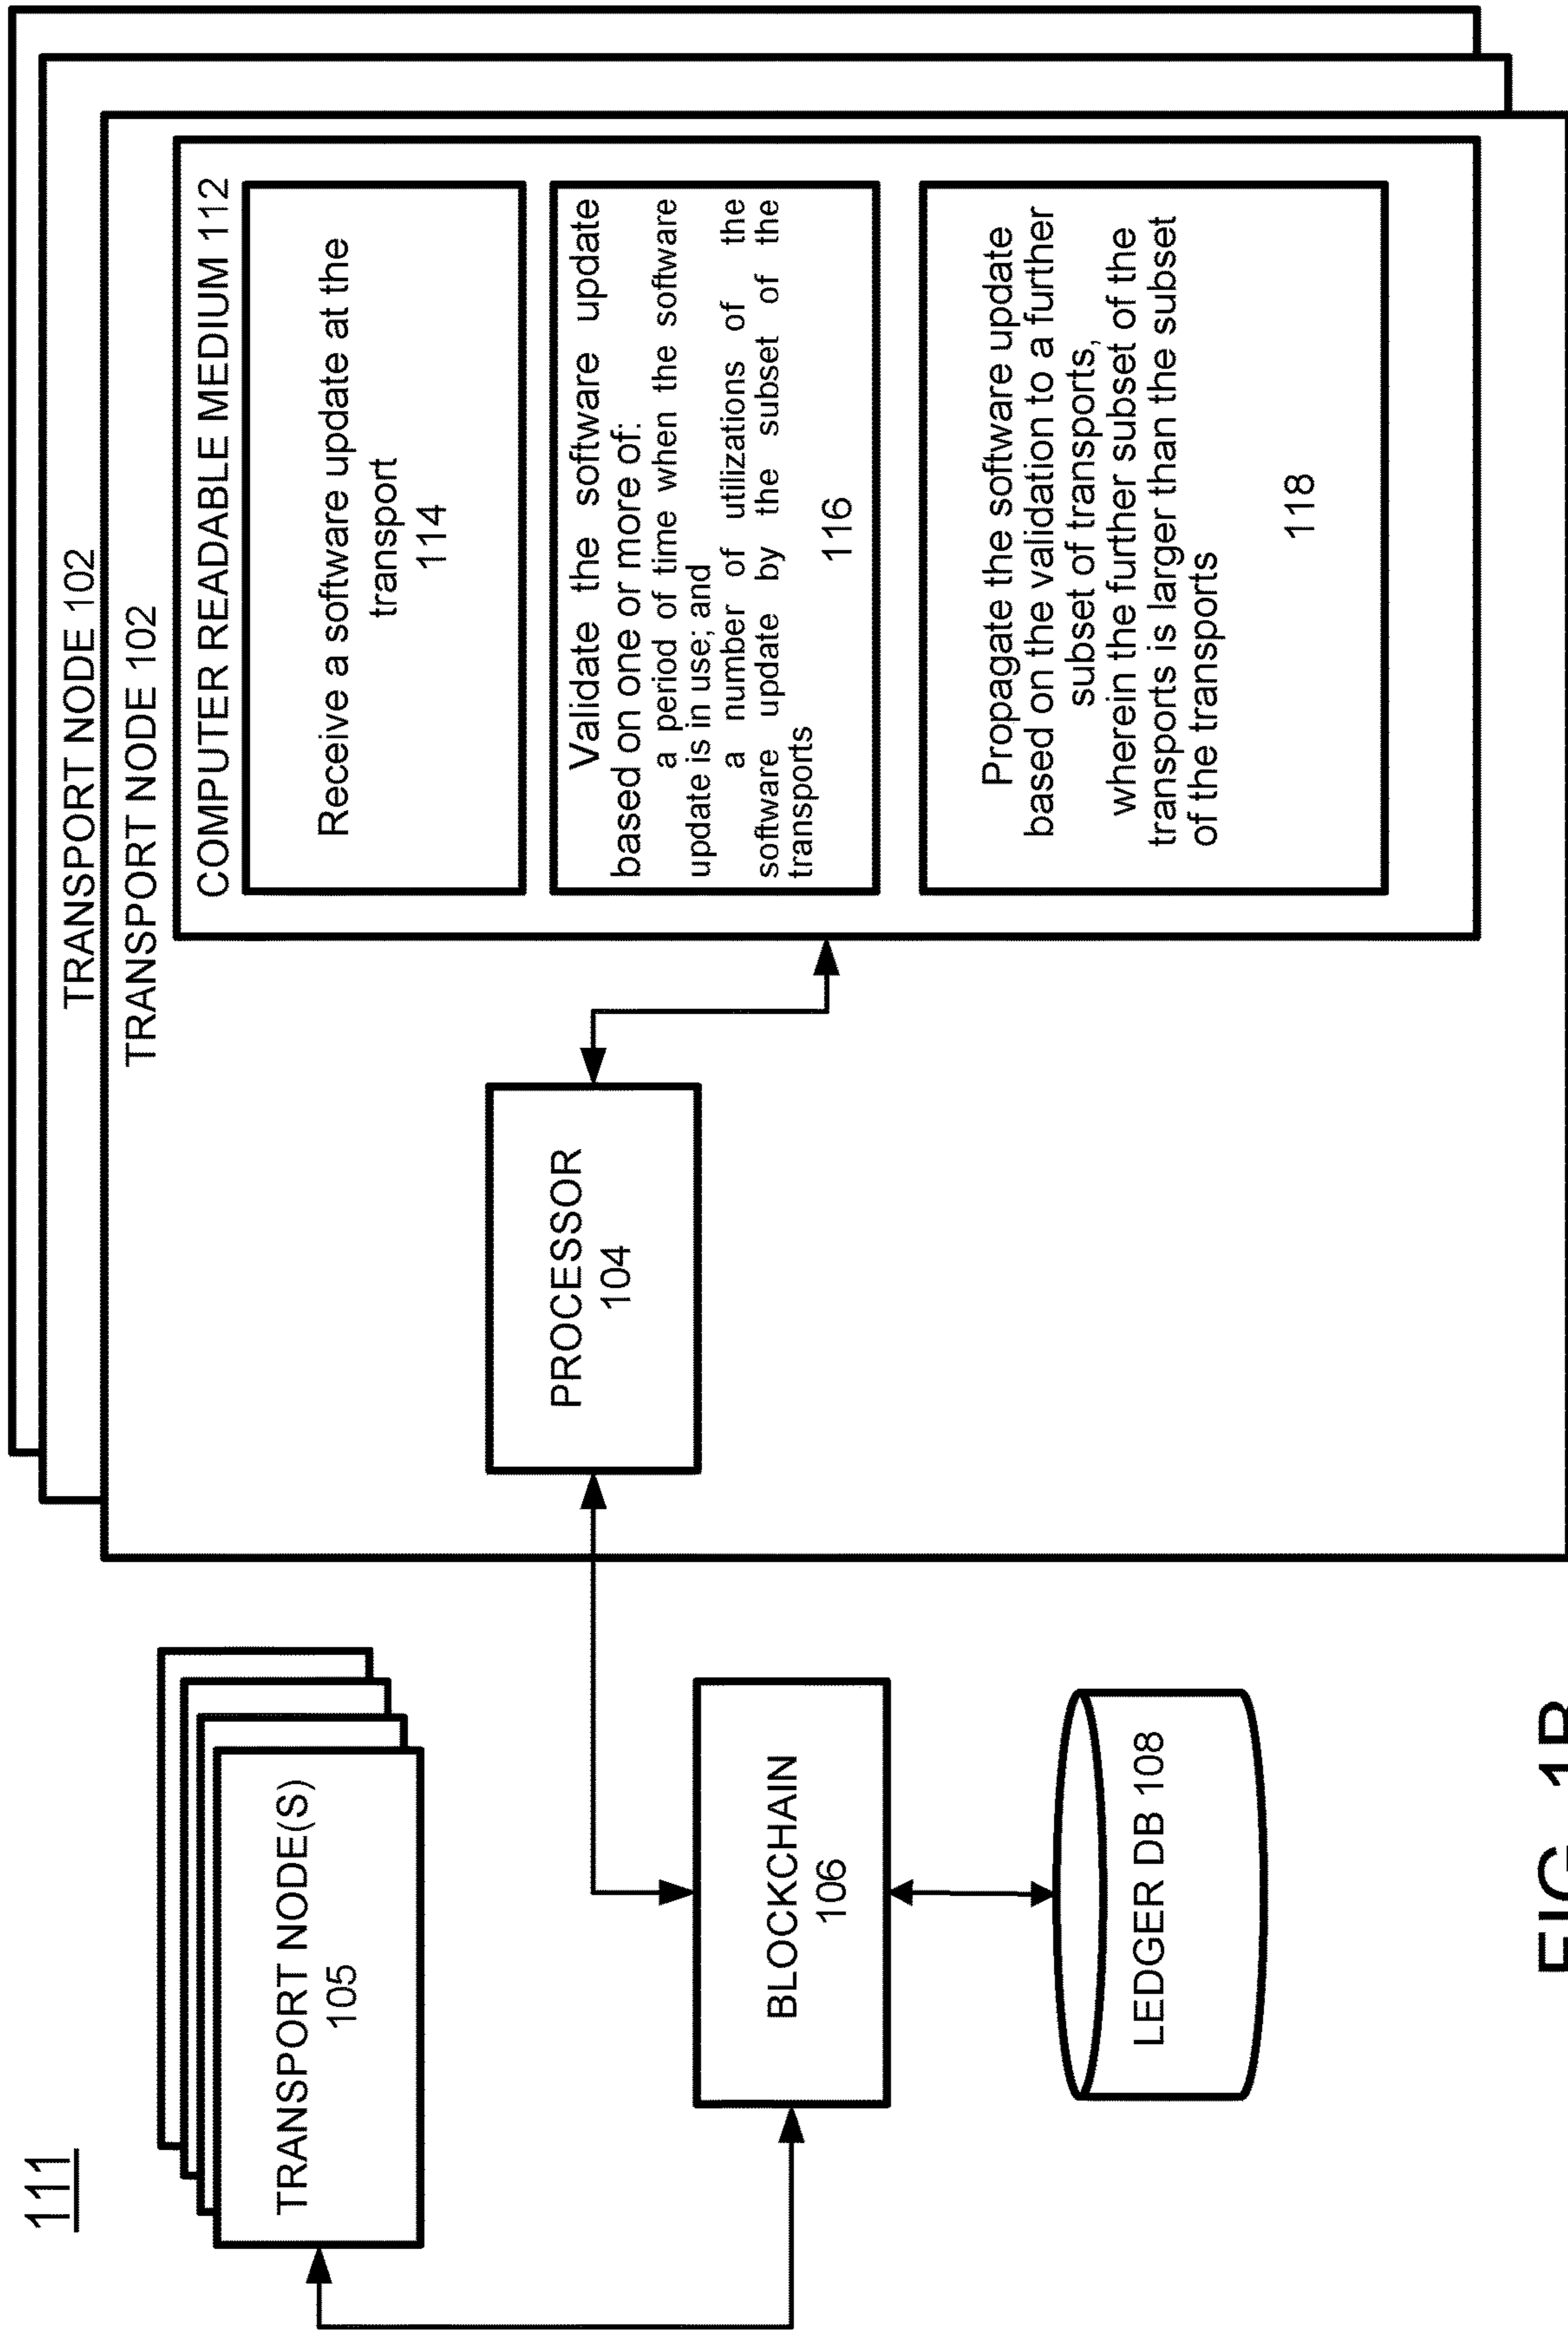 111
TRANSPORT NODE 102
TRANSPORT NODE 102
COMPUTER READABLE MEDIUM 112
Receive a software update at the
transport
114
Validate the software update
based on one or more of:
a period of time when the software
update is in use; and
a number of utilizations of the
software update by the subset of the
transports
116
Propagate the software update
based on the validation to a further
subset of transports,
wherein the further subset of the
transports is larger than the subset
of the transports
118
PROCESSOR
104
TRANSPORT NODE(S)
105
BLOCKCHAIN
106
LEDGER DB 108
FIG. 1B